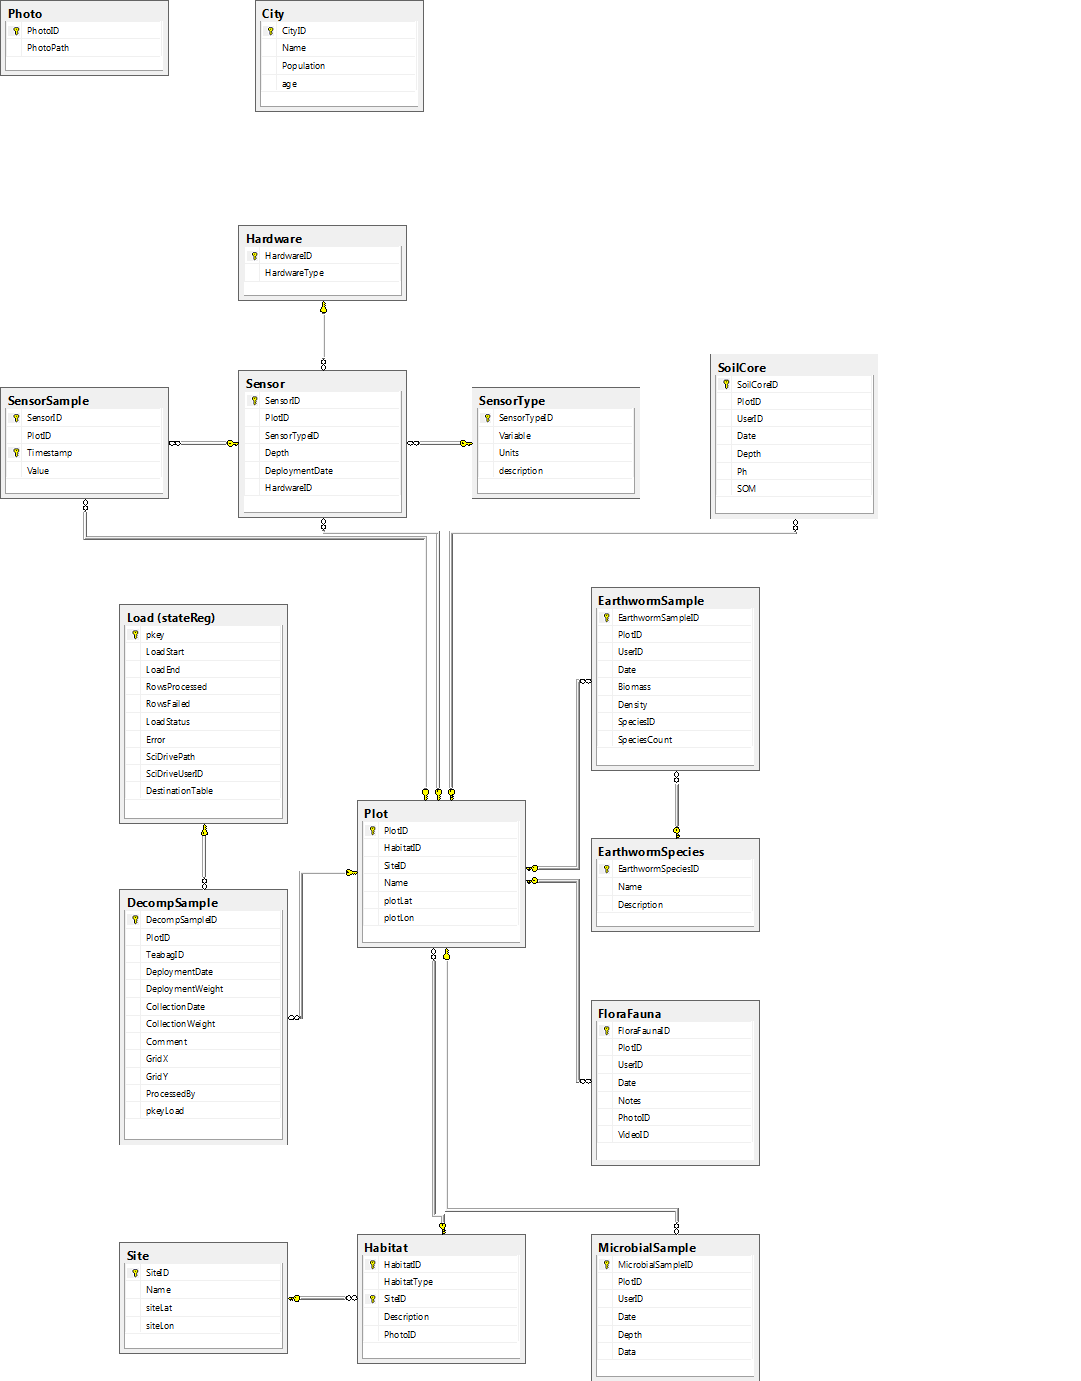 Photo
PhotoID
PhotoPath
City
CityID
Name
Population
age
Hardware
HardwareID
HardwareType
SensorSample
SensorID
PlotID
Timestamp
Value
Sensor
SensorID
PlotID
SensorTypeID
Depth
DeploymentDate
HardwareID
SensorType
SensorTypeID
Variable
Units
description
SoilCore
SoilCoreID
PlotID
UserID
Date
Depth
Ph
SOM
Load (stateReg)
pkey
LoadStart
LoadEnd
RowsProcessed
RowsFailed
LoadStatus
Error
SciDrivePath
SciDriveUserID
DestinationTable
EarthwormSample
EarthwormSampleID
PlotID
UserID
Date
Biomass
Density
SpeciesID
SpeciesCount
Plot
PlotID
HabitatID
SiteID
Name
plotLat
plotLon
EarthwormSpecies
EarthwormSpeciesID
Name
Description
DecompSample
DecompSampleID
PlotID
TeabagID
DeploymentDate
DeploymentWeight
CollectionDate
CollectionWeight
Comment
GridX
GridY
ProcessedBy
pkeyLoad
FloraFauna
FloraFaunaID
PlotID
UserID
Date
Notes
PhotoID
VideoID
Site
SiteID
Name
siteLat
siteLon
Habitat
HabitatID
HabitatType
SiteID
Description
PhotoID
MicrobialSample
MicrobialSampleID
PlotID
UserID
Date
Depth
Data